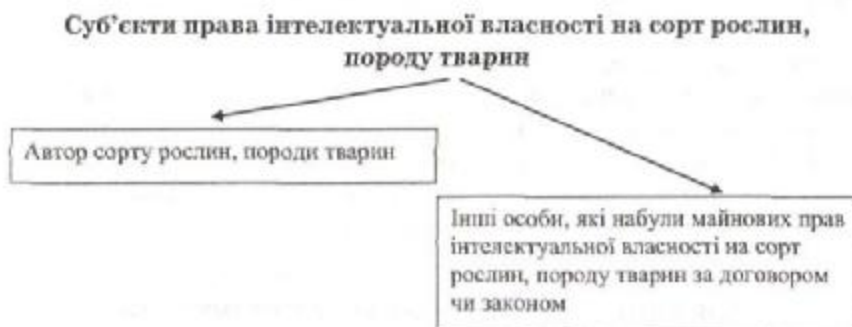 Суб’єкти права інтелектуальної власності на сорт рослин,
породу тварин
Автор сорту рослин, породи тварин
Інші особи, які набули майнових прав
інтелектуальної власності на сорт
рослин, породу тварин за договором
чи законом